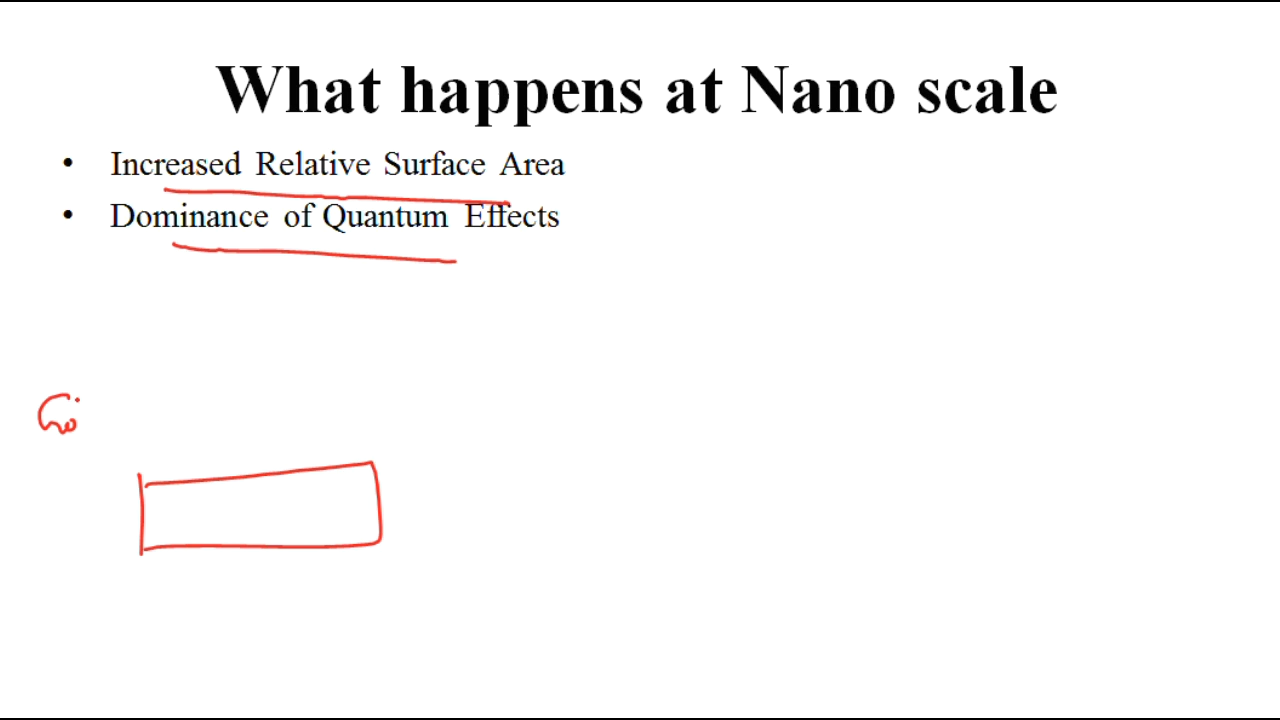 What happens at Nano scale
• Increased Relative Surface Area
• Dominance of Quantum Effects